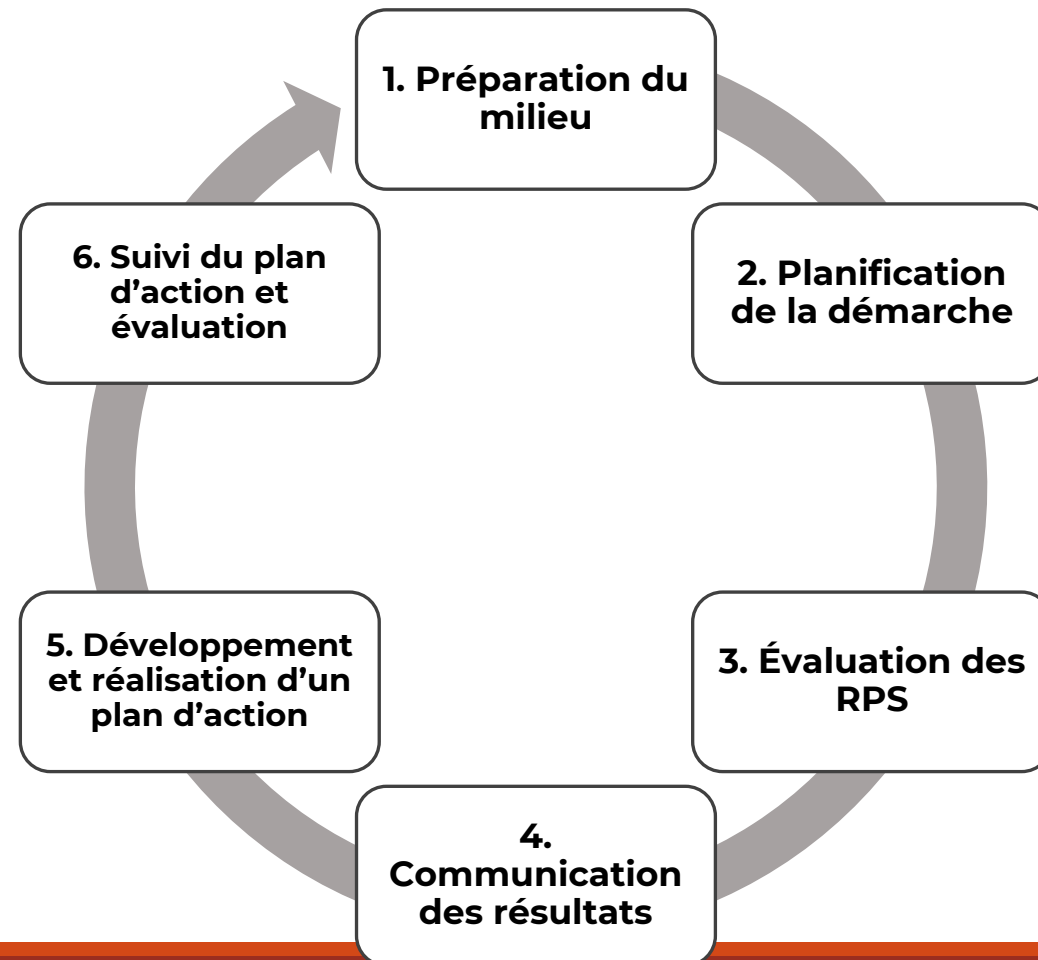 1. Préparation du
milieu
2. Planification
de la démarche
3. Évaluation des
RPS
4.
Communication
des résultats
5. Développement
et réalisation d’un
plan d’action
6. Suivi du plan
d’action et
évaluation